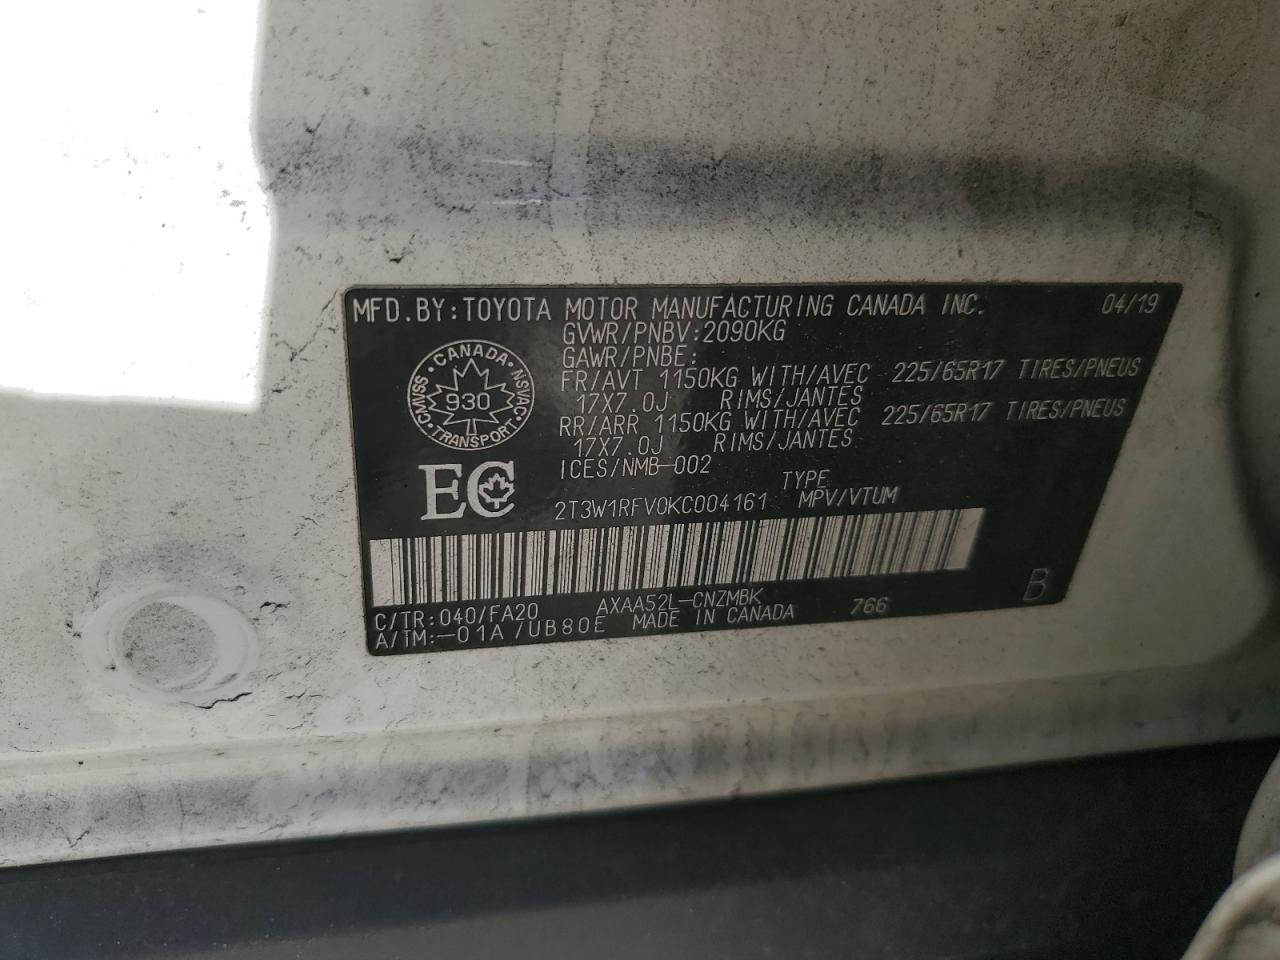 MFD.BY:TOYOTA MOTOR MANUFACTURING CANADA INC. 04/19
GVWR/PNBV:2090KG
GAWR/PNBE:
FR/AVT 1150KG WITH/AVEC 225/65R17 TIRES/PNEUS
17X7.0J RIMS/JANTES
RR/ARR 1150KG WITH/AVEC 225/65R17 TIRES/PNEUS
17X7.0J RIMS/JANTES
ICES/NMB-002
CANADA
CMVSS 930 NSVAC
TRANSPORT
EC
TYPE
2T3W1RFV0KC004161 MPV/VTUM
C/TR:040/FA20 AXAA52L-CNZMBK 766 B
A/TM:-01A /UB80E MADE IN CANADA